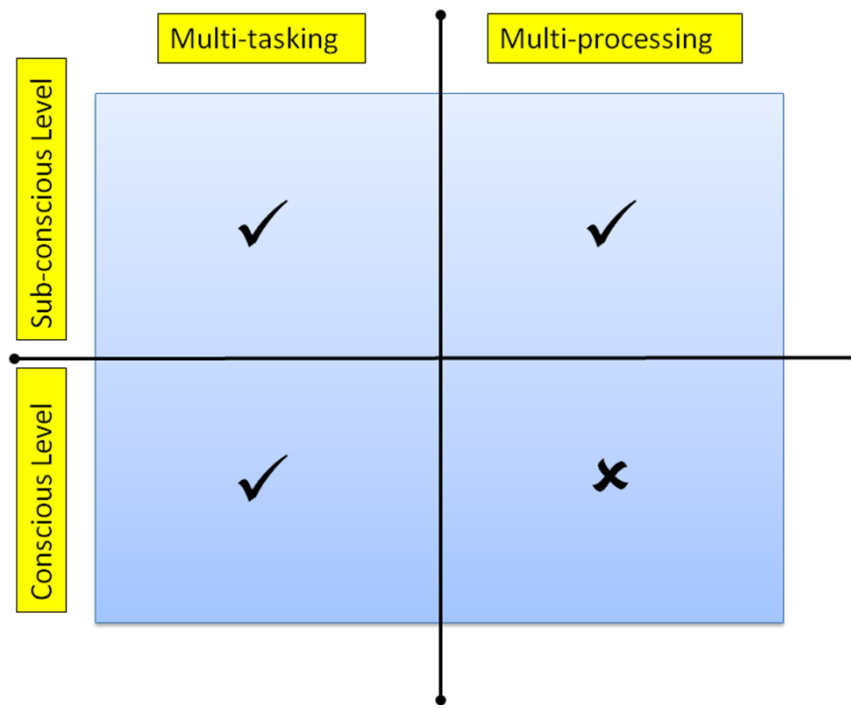 Multi-tasking
Multi-processing
Sub-conscious Level
Conscious Level